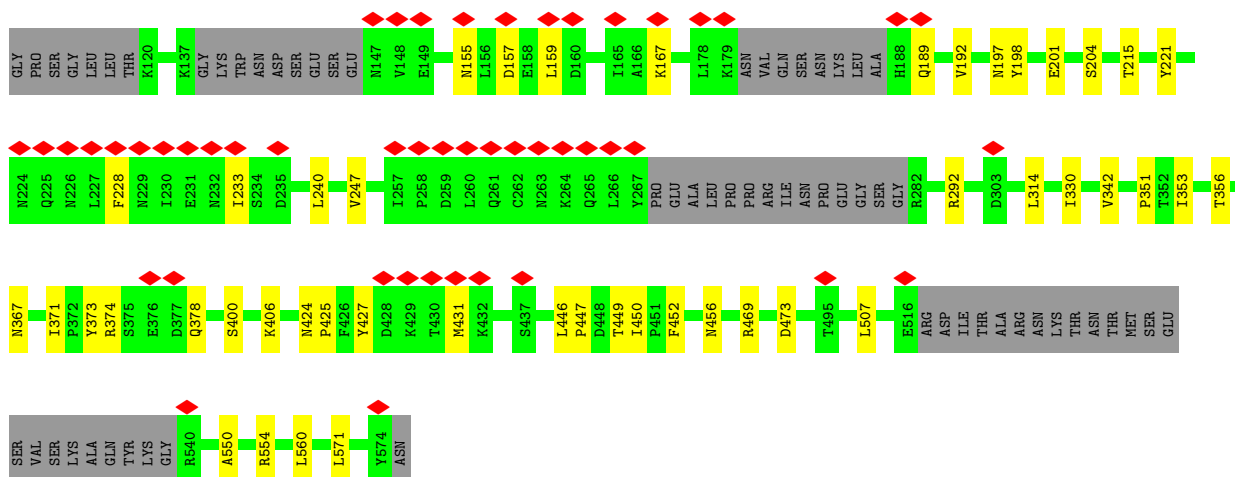 GLY PRO SER GLY LEU LEU THR K120 K137 GLY LYS TRP ASN ASP SER GLU SER GLU N147 V148 E149 N155 L156 D157 E158 L159 D160 I165 A166 K167 L178 K179 ASN VAL GLN SER ASN LYS LEU ALA H188 Q189 V192 N197 Y198 E201 S204 T215 Y221
N224 Q225 N226 L227 F228 N229 I230 E231 N232 I233 S234 D235 L240 V247 I257 P258 D259 L260 Q261 C262 N263 K264 Q265 L266 Y267 PRO GLU ALA LEU PRO PRO ARG ILE ASN PRO GLU GLY SER GLY R282 R292 D303 L314 I330 V342 P351 T352 I353 T356
N367 I371 P372 Y373 R374 S375 E376 D377 Q378 S400 K406 N424 P425 F426 Y427 D428 K429 T430 M431 K432 S437 L446 P447 D448 T449 I450 P451 F452 N456 R469 D473 T495 L507 E516 ARG ASP ILE THR ALA ARG ASN LYS THR ASN THR MET SER GLU
SER VAL SER LYS ALA GLN TYR LYS GLY R540 A550 R554 L560 L571 Y574 ASN